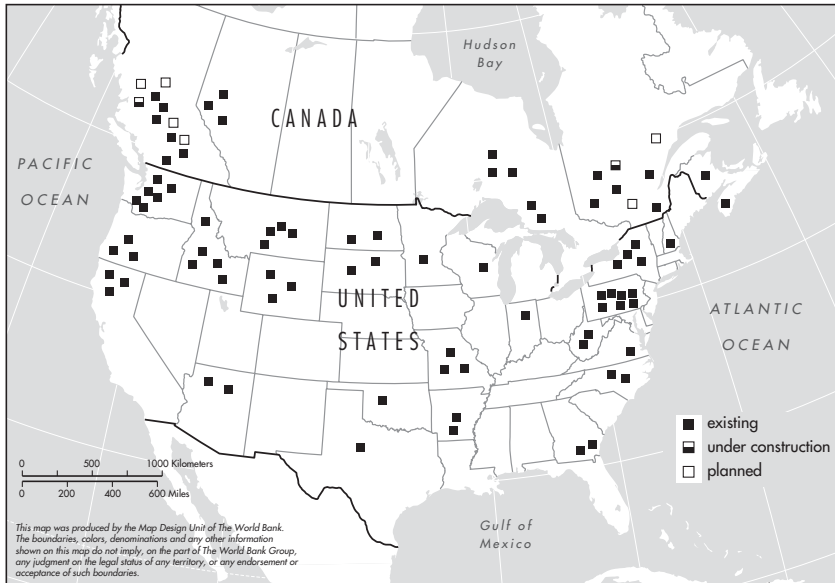 Hudson
Bay
CANADA
PACIFIC
OCEAN
UNITED
STATES
ATLANTIC
OCEAN
existing
under construction
planned
0 500 1000 Kilometers
0 200 400 600 Miles
Gulf of
Mexico
This map was produced by the Map Design Unit of The World Bank.
The boundaries, colors, denominations and any other information
shown on this map do not imply, on the part of The World Bank Group,
any judgment on the legal status of any territory, or any endorsement or
acceptance of such boundaries.